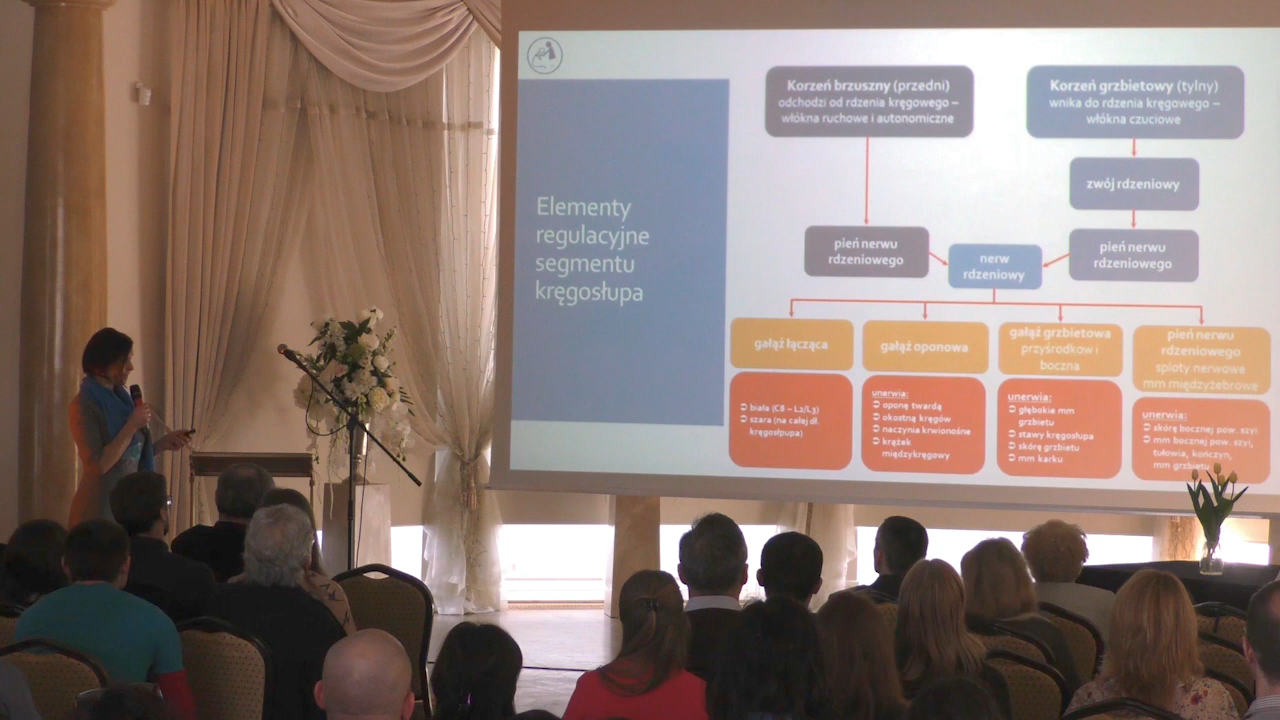 Elementy
regulacyjne
segmentu
kręgosłupa
Korzeń brzuszny (przedni)
odchodzi od rdzenia kręgowego –
włókna ruchowe i autonomiczne
Korzeń grzbietowy (tylny)
wnika do rdzenia kręgowego –
włókna czuciowe
zwój rdzeniowy
pień nerwu
rdzeniowego
nerw
rdzeniowy
pień nerwu
rdzeniowego
gałąź łącząca
gałąź oponowa
gałąź grzbietowa
przyśrodkow i
boczna
pień nerwu
rdzeniowego
sploty nerwowe
mm międzyżebrowe
biała (C8 – L2/L3)
szara (na całej dł.
kręgosłpupa)
unerwia:
oponę twardą
okostną kręgów
naczynia krwionośne
krążek
międzykręgowy
unerwia:
głębokie mm
grzbietu
stawy kręgosłupa
skórę grzbietu
mm karku
unerwia:
skórę bocznej pow. szyi
mm bocznej pow. szyi,
tułowia, kończyn,
mm grzbietu